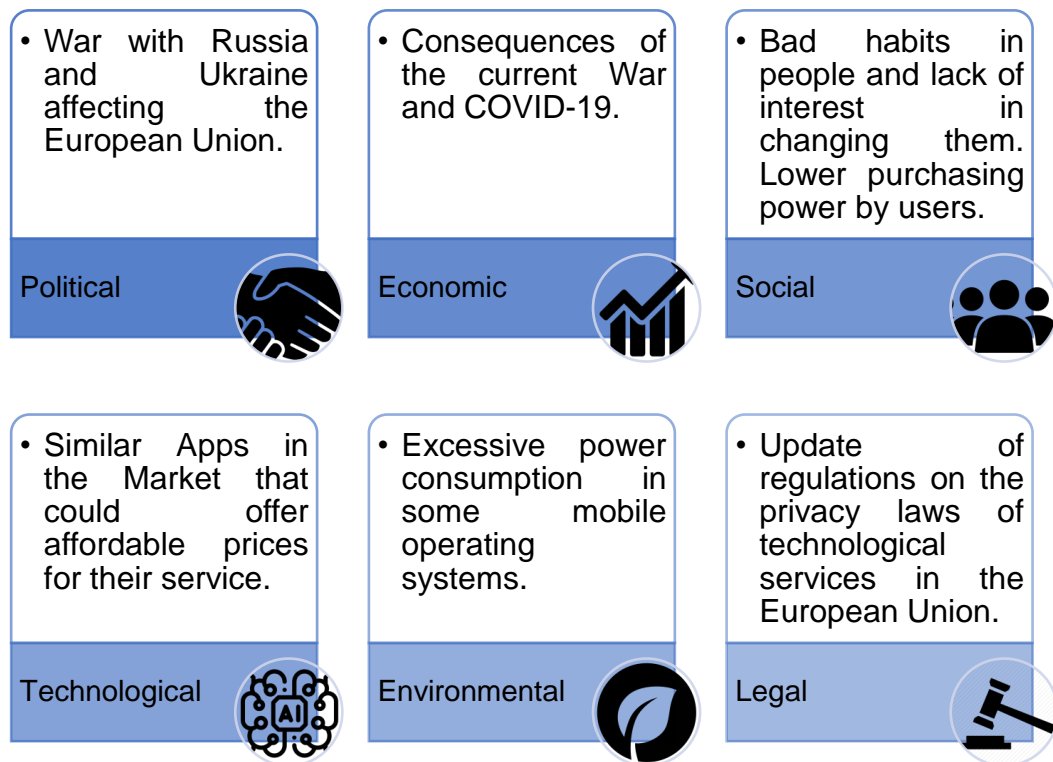 • War with Russia
and Ukraine
affecting the
European Union.
Political
• Consequences of
the current War
and COVID-19.
Economic
• Bad habits in
people and lack of
interest in
changing them.
Lower purchasing
power by users.
Social
• Similar Apps in
the Market that
could offer
affordable prices
for their service.
Technological
AI
• Excessive power
consumption in
some mobile
operating
systems.
Environmental
• Update of
regulations on the
privacy laws of
technological
services in the
European Union.
Legal